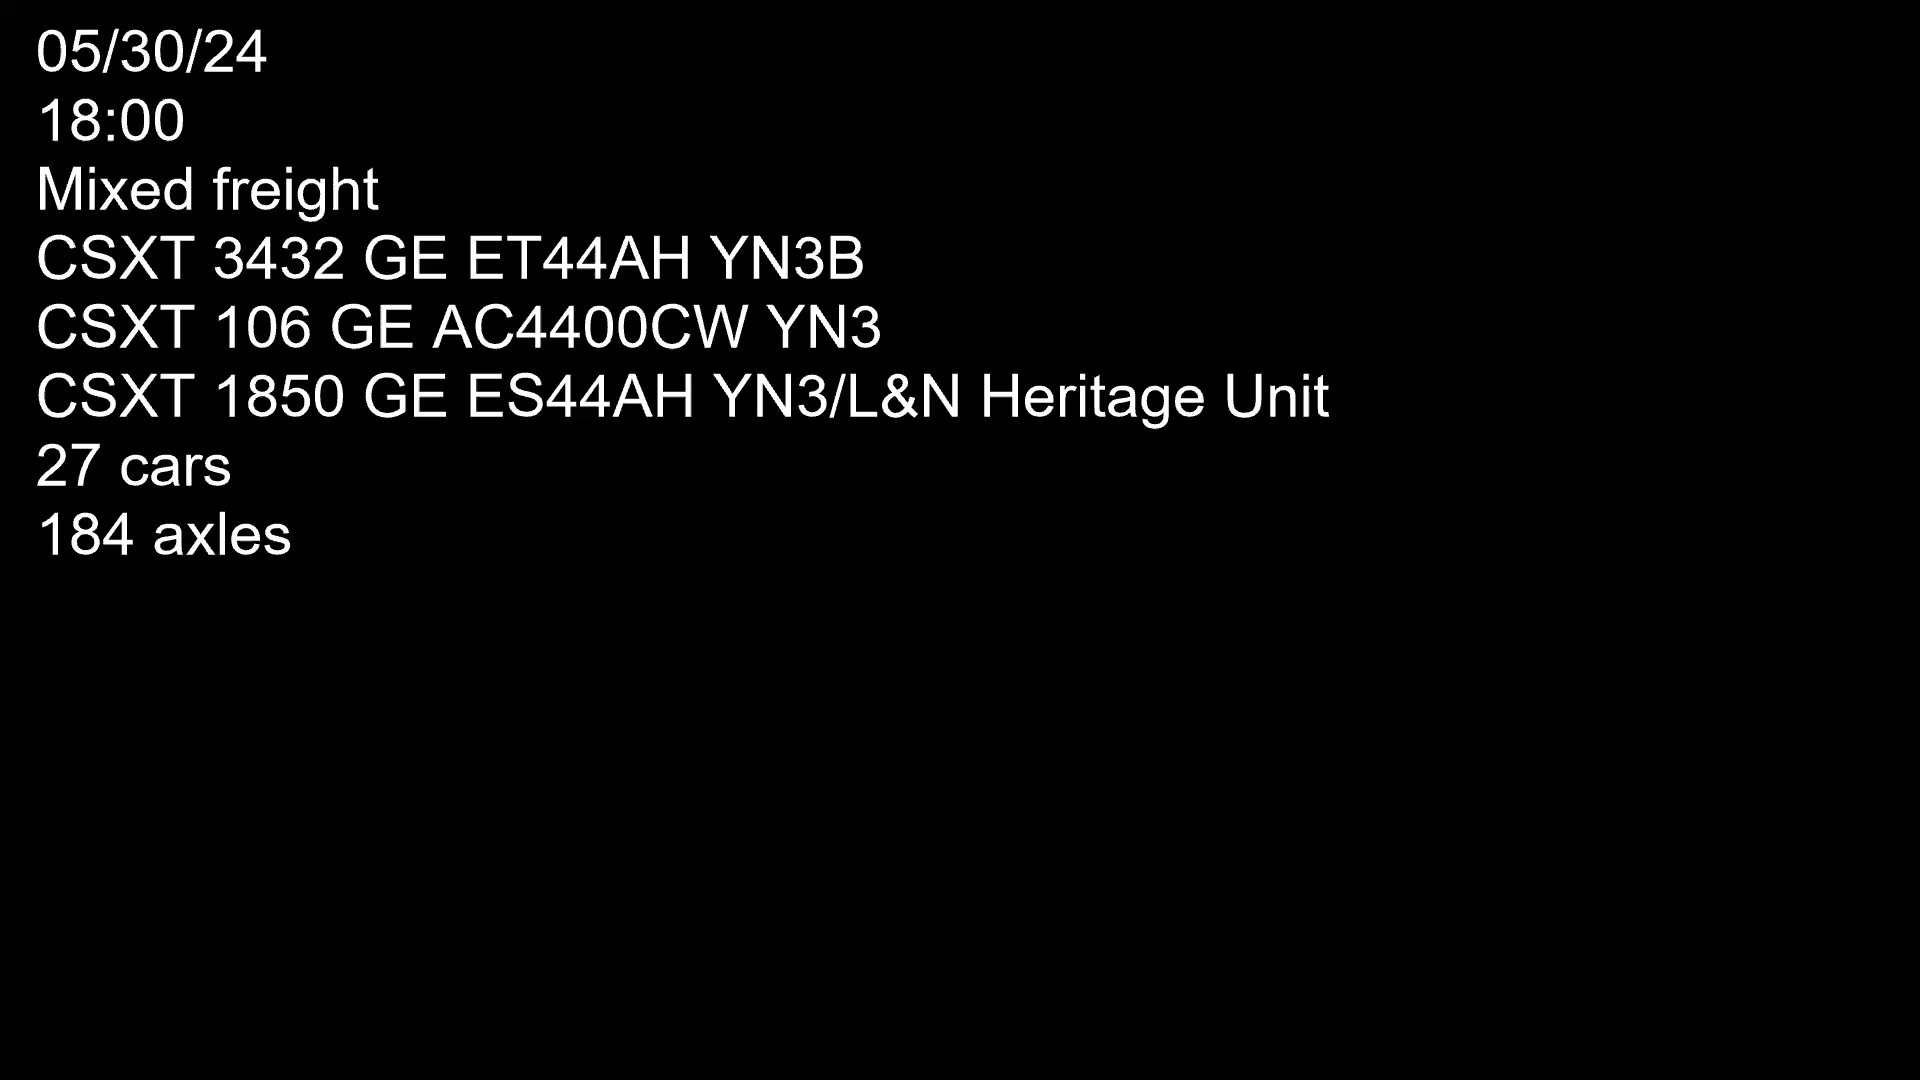 05/30/24
18:00
Mixed freight
CSXT 3432 GE ET44AH YN3B
CSXT 106 GE AC4400CW YN3
CSXT 1850 GE ES44AH YN3/L&N Heritage Unit
27 cars
184 axles